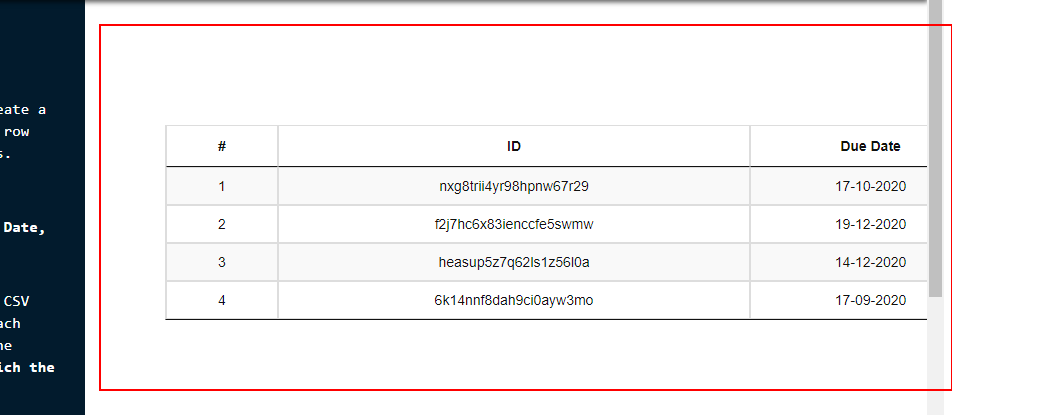 eate a
row
s.
Date,
CSV
ach
ne
ich the
# ID Due Date
1 nxg8trii4yr98hpnw67r29 17-10-2020
2 f2j7hc6x83ienccfe5swmw 19-12-2020
3 heasup5z7q62ls1z56l0a 14-12-2020
4 6k14nnf8dah9ci0ayw3mo 17-09-2020